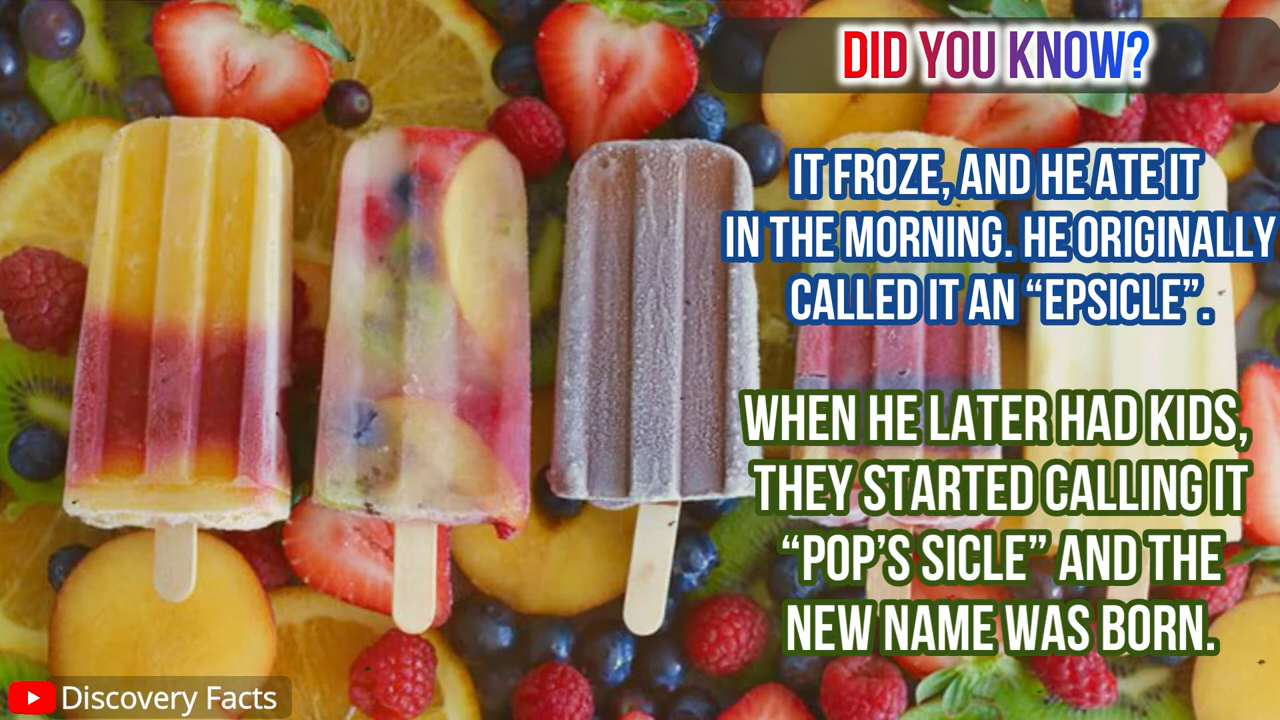 DID YOU KNOW?
IT FROZE, AND HE ATE IT
IN THE MORNING. HE ORIGINALLY
CALLED IT AN “EPSICLE”.
WHEN HE LATER HAD KIDS,
THEY STARTED CALLING IT
“POP’S SICLE” AND THE
NEW NAME WAS BORN.
Discovery Facts